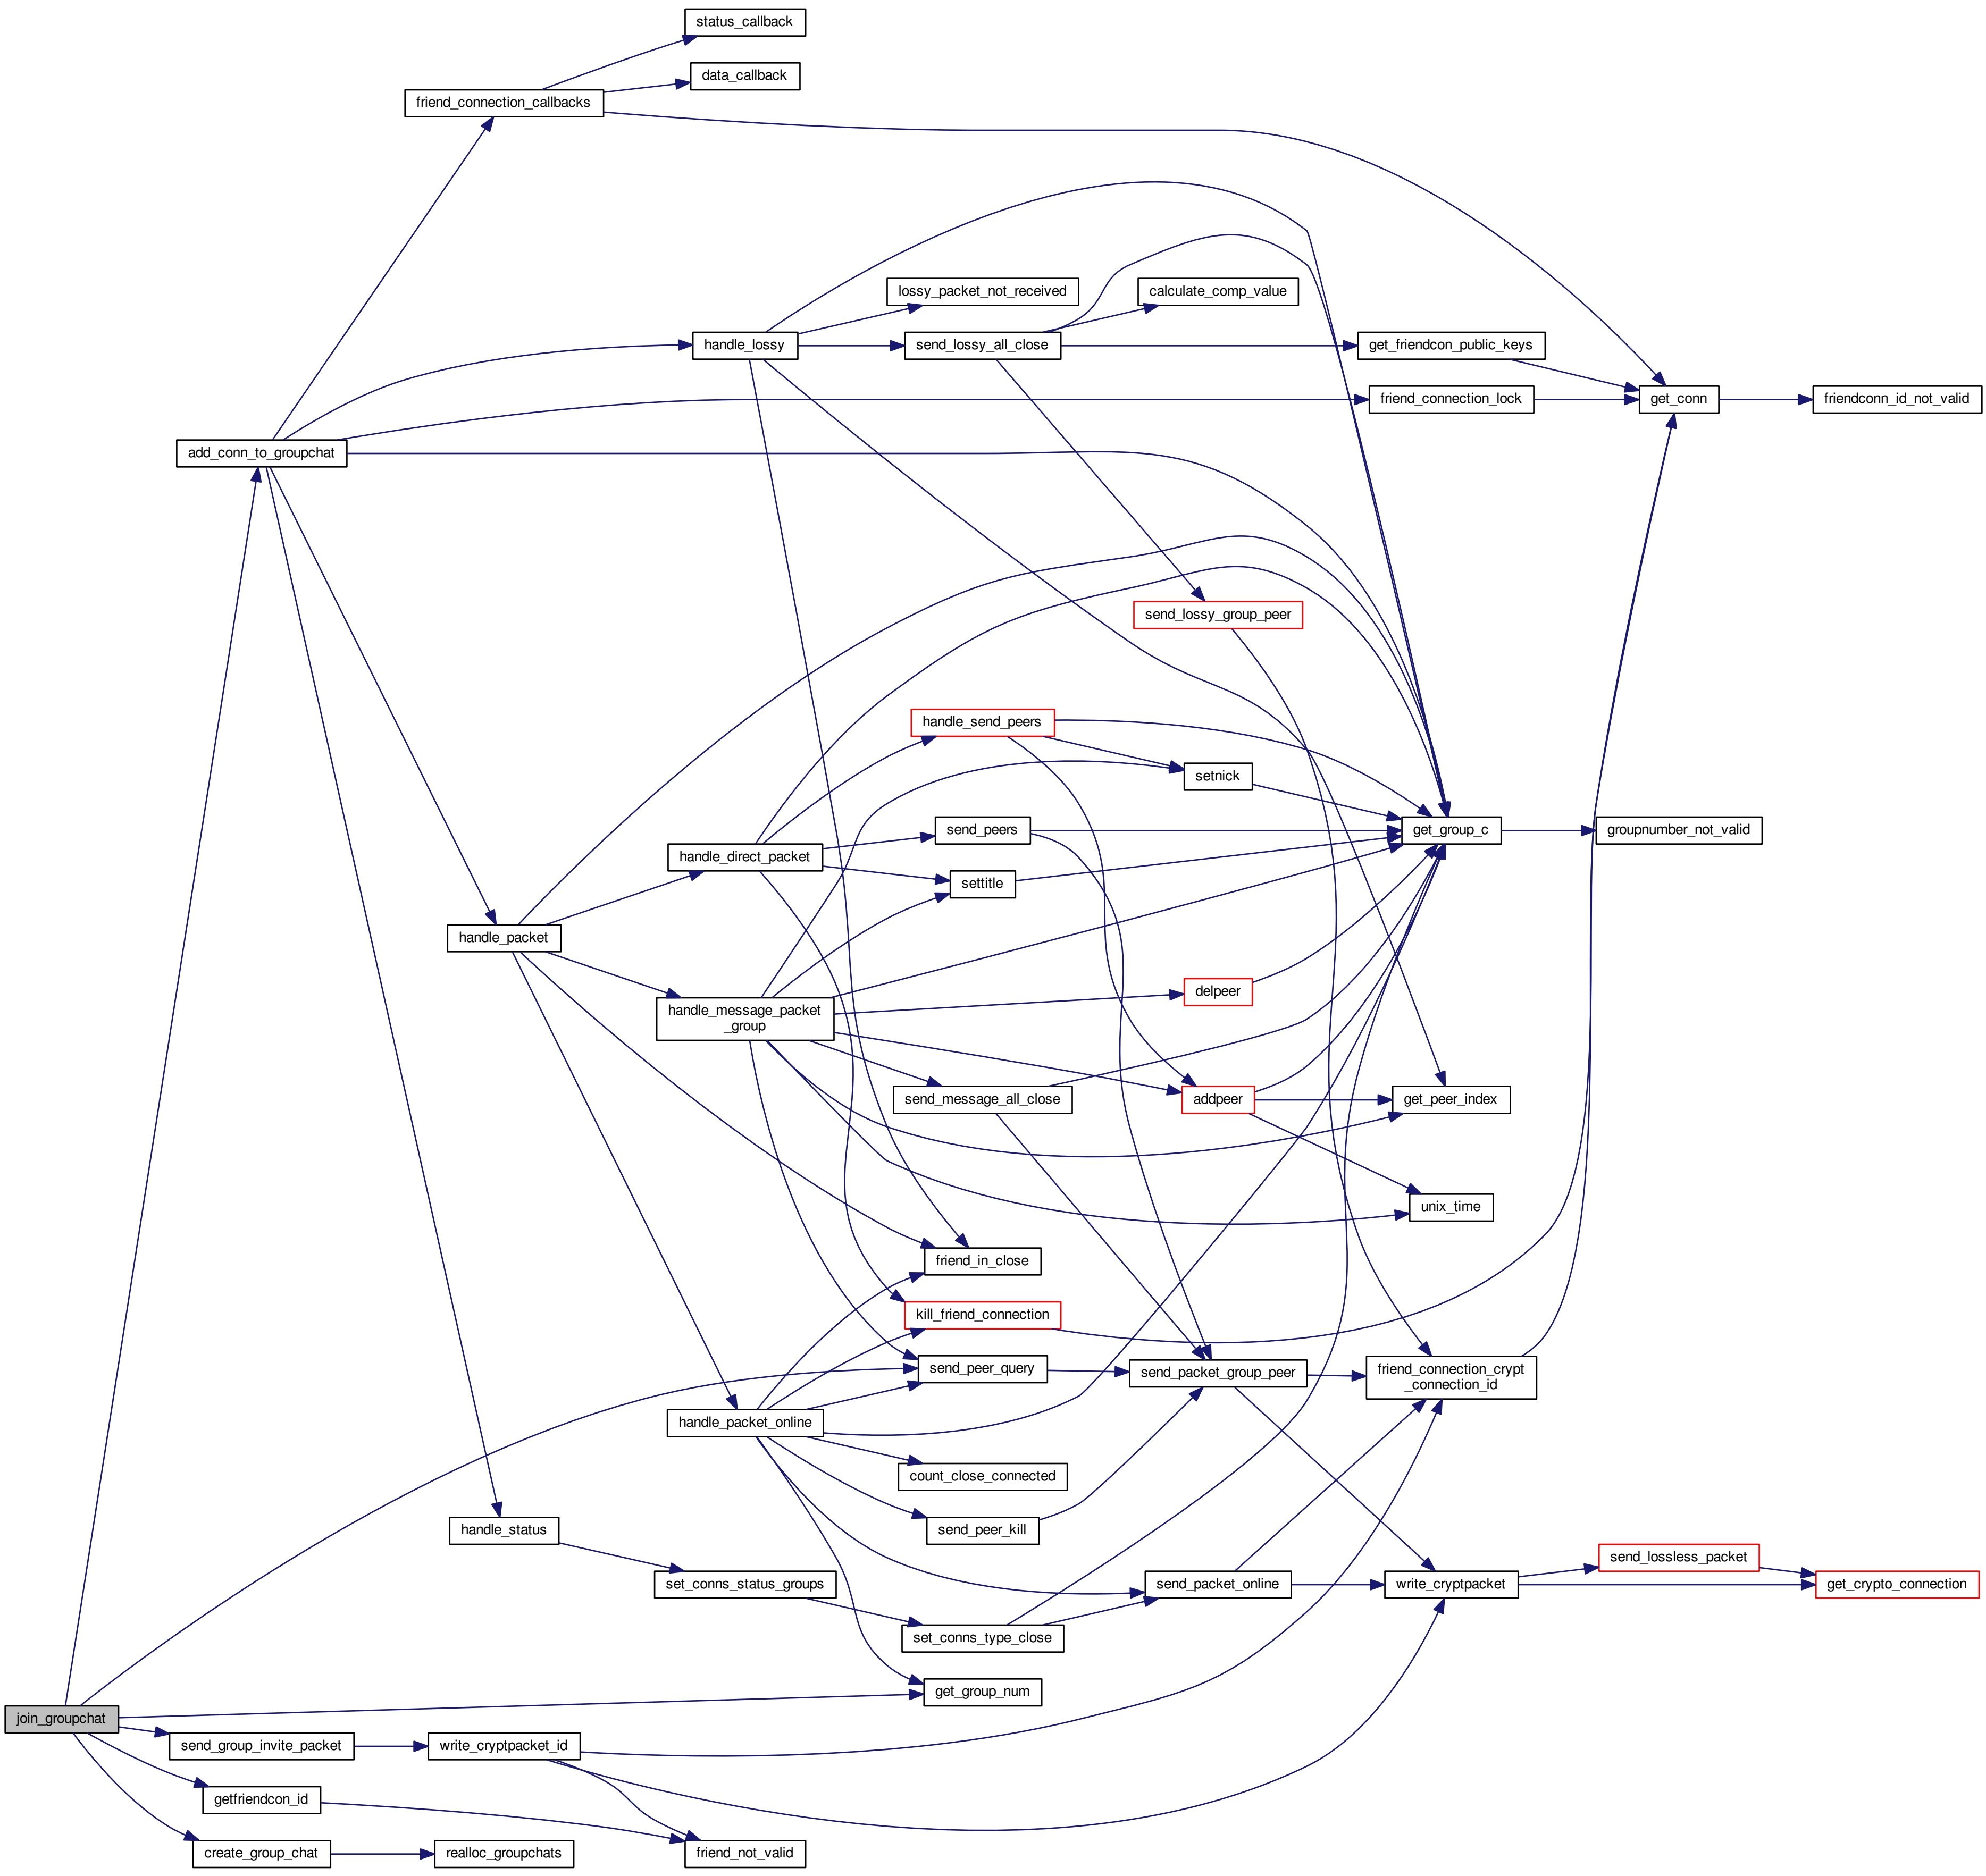 status_callback
data_callback
friend_connection_callbacks
lossy_packet_not_received
calculate_comp_value
handle_lossy
send_lossy_all_close
get_friendcon_public_keys
friend_connection_lock
get_conn
friendconn_id_not_valid
add_conn_to_groupchat
send_lossy_group_peer
handle_send_peers
setnick
send_peers
get_group_c
groupnumber_not_valid
handle_direct_packet
settitle
handle_packet
delpeer
handle_message_packet
_group
send_message_all_close
addpeer
get_peer_index
unix_time
friend_in_close
kill_friend_connection
send_peer_query
send_packet_group_peer
friend_connection_crypt
_connection_id
handle_packet_online
count_close_connected
handle_status
send_peer_kill
send_lossless_packet
set_conns_status_groups
send_packet_online
write_cryptpacket
get_crypto_connection
set_conns_type_close
get_group_num
join_groupchat
send_group_invite_packet
write_cryptpacket_id
getfriendcon_id
create_group_chat
realloc_groupchats
friend_not_valid